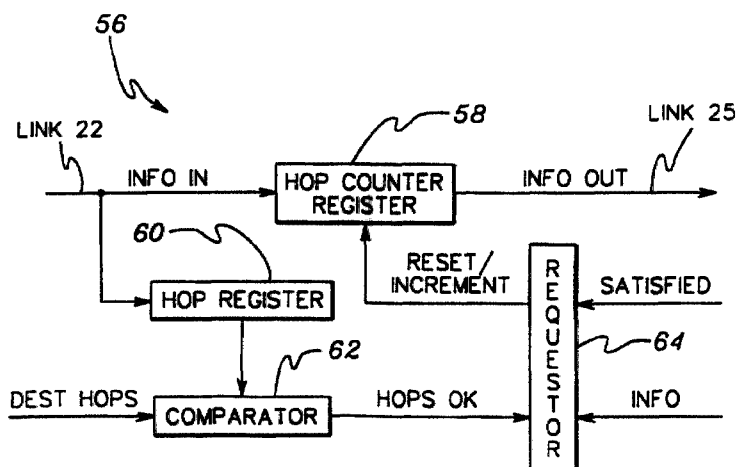 56
LINK 22
58
LINK 25
INFO IN
HOP COUNTER
REGISTER
INFO OUT
60
HOP REGISTER
RESET/
INCREMENT
REQUESTOR
SATISFIED
64
62
DEST HOPS
COMPARATOR
HOPS OK
INFO